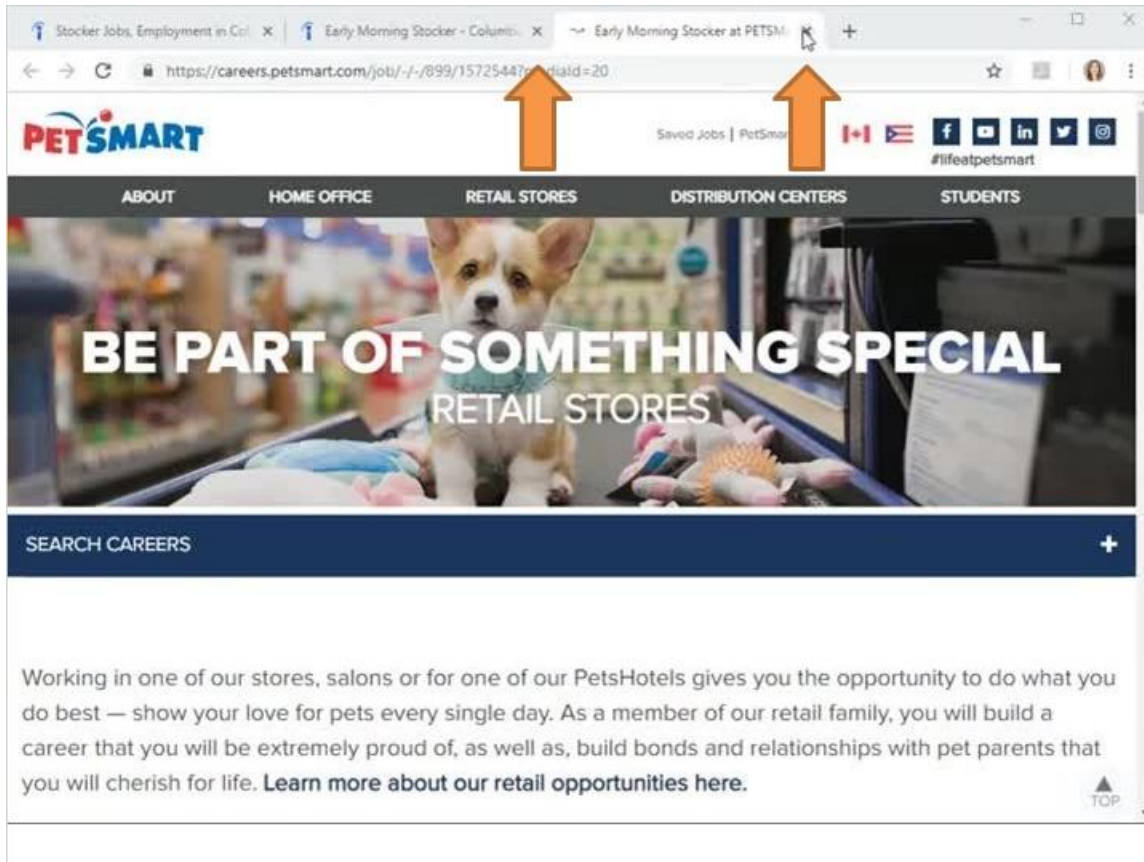 Stocker Jobs, Employment in Col
Early Morning Stocker - Columbi
Early Morning Stocker at PETSM
https://careers.petsmart.com/job/-/-/899/1572544?
diaId=20
PETSMART
Saved Jobs | PetSmar
#lifeatpetsmart
ABOUT HOME OFFICE RETAIL STORES DISTRIBUTION CENTERS STUDENTS
BE PART OF SOMETHING SPECIAL
RETAIL STORES
SEARCH CAREERS
Working in one of our stores, salons or for one of our PetsHotels gives you the opportunity to do what you
do best — show your love for pets every single day. As a member of our retail family, you will build a
career that you will be extremely proud of, as well as, build bonds and relationships with pet parents that
you will cherish for life. Learn more about our retail opportunities here.
TOP